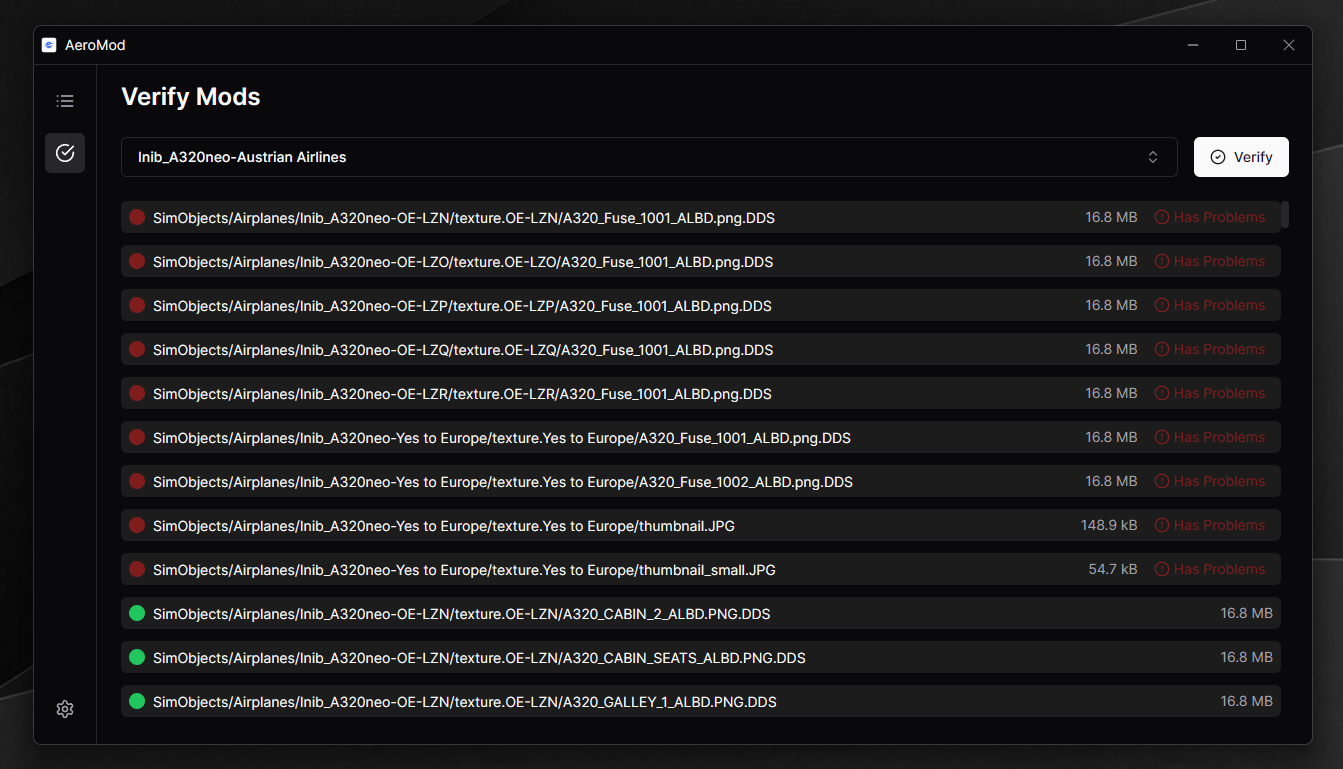 AeroMod
Verify Mods
Inib_A320neo-Austrian Airlines
Verify
SimObjects/Airplanes/Inib_A320neo-OE-LZN/texture.OE-LZN/A320_Fuse_1001_ALBD.png.DDS 16.8 MB Has Problems
SimObjects/Airplanes/Inib_A320neo-OE-LZO/texture.OE-LZO/A320_Fuse_1001_ALBD.png.DDS 16.8 MB Has Problems
SimObjects/Airplanes/Inib_A320neo-OE-LZP/texture.OE-LZP/A320_Fuse_1001_ALBD.png.DDS 16.8 MB Has Problems
SimObjects/Airplanes/Inib_A320neo-OE-LZQ/texture.OE-LZQ/A320_Fuse_1001_ALBD.png.DDS 16.8 MB Has Problems
SimObjects/Airplanes/Inib_A320neo-OE-LZR/texture.OE-LZR/A320_Fuse_1001_ALBD.png.DDS 16.8 MB Has Problems
SimObjects/Airplanes/Inib_A320neo-Yes to Europe/texture.Yes to Europe/A320_Fuse_1001_ALBD.png.DDS 16.8 MB Has Problems
SimObjects/Airplanes/Inib_A320neo-Yes to Europe/texture.Yes to Europe/A320_Fuse_1002_ALBD.png.DDS 16.8 MB Has Problems
SimObjects/Airplanes/Inib_A320neo-Yes to Europe/texture.Yes to Europe/thumbnail.JPG 148.9 kB Has Problems
SimObjects/Airplanes/Inib_A320neo-Yes to Europe/texture.Yes to Europe/thumbnail_small.JPG 54.7 kB Has Problems
SimObjects/Airplanes/Inib_A320neo-OE-LZN/texture.OE-LZN/A320_CABIN_2_ALBD.PNG.DDS 16.8 MB
SimObjects/Airplanes/Inib_A320neo-OE-LZN/texture.OE-LZN/A320_CABIN_SEATS_ALBD.PNG.DDS 16.8 MB
SimObjects/Airplanes/Inib_A320neo-OE-LZN/texture.OE-LZN/A320_GALLEY_1_ALBD.PNG.DDS 16.8 MB